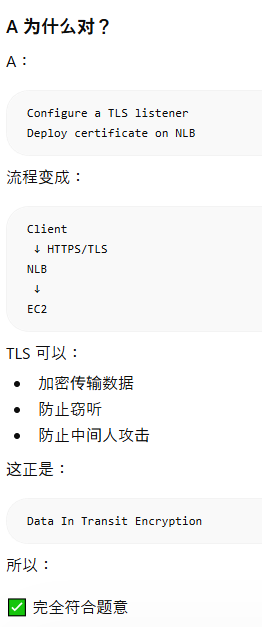 A 为什么对？
A：
Configure a TLS listener
Deploy certificate on NLB
流程变成：
Client
↓ HTTPS/TLS
NLB
↓
EC2
TLS 可以：
• 加密传输数据
• 防止窃听
• 防止中间人攻击
这正是：
Data In Transit Encryption
所以：
✅ 完全符合题意